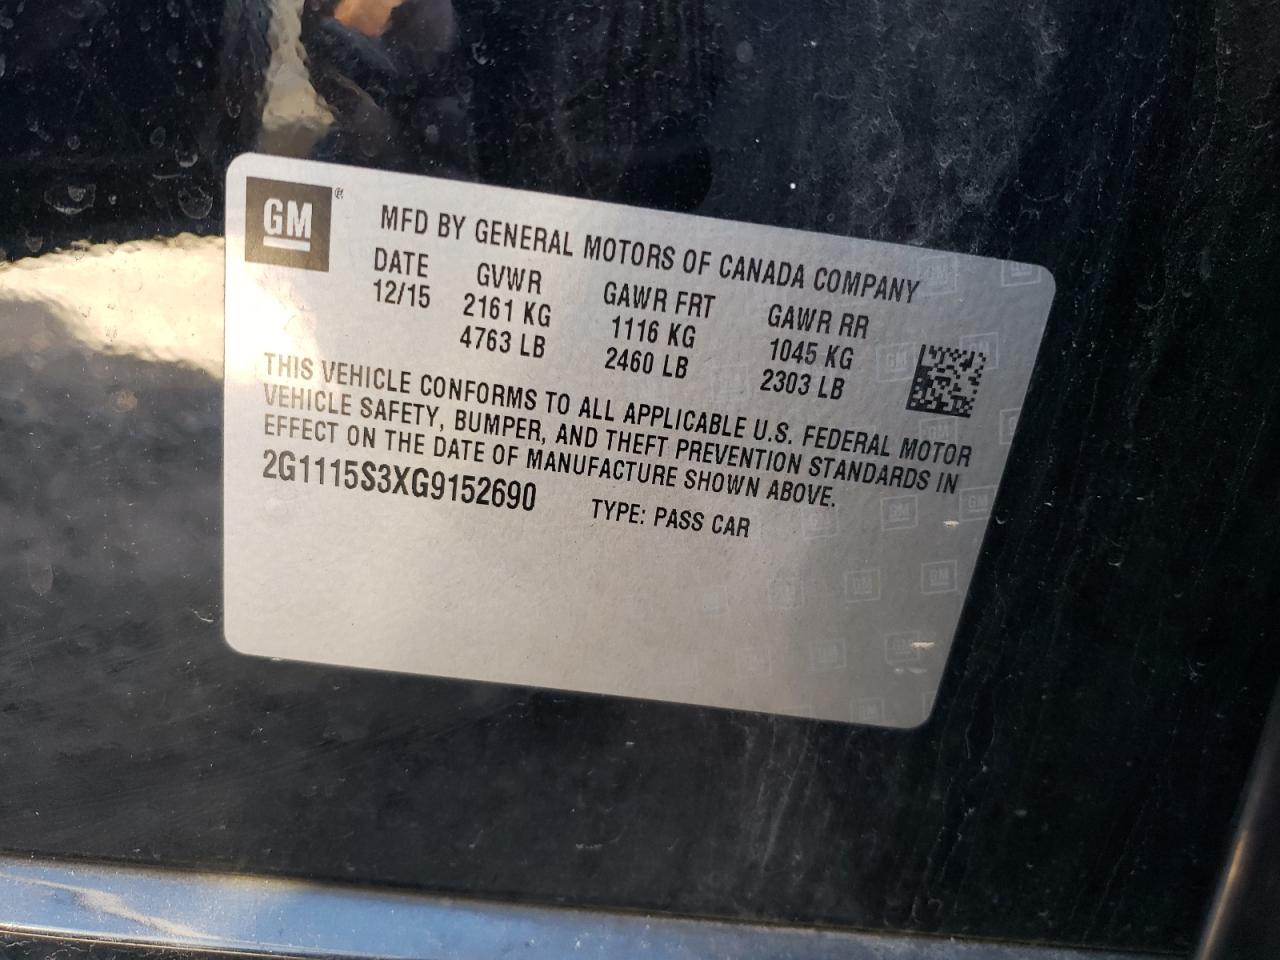 GM®
MFD BY GENERAL MOTORS OF CANADA COMPANY
DATE GVWR GAWR FRT GAWR RR
12/15 2161 KG 1116 KG 1045 KG
4763 LB 2460 LB 2303 LB
THIS VEHICLE CONFORMS TO ALL APPLICABLE U.S. FEDERAL MOTOR
VEHICLE SAFETY, BUMPER, AND THEFT PREVENTION STANDARDS IN
EFFECT ON THE DATE OF MANUFACTURE SHOWN ABOVE.
2G1115S3XG9152690 TYPE: PASS CAR